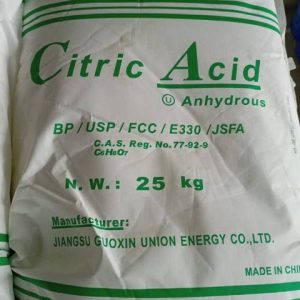 Citric Acid
Ⓤ Anhydrous
BP / USP / FCC / E330 /JSFA
C.A.S. Reg. No. 77-92-9
C₆H₈O₇
N. W. : 25 kg
Manufacturer:
JIANGSU GUOXIN UNION ENERGY CO.,LTD.
MADE IN CHIN